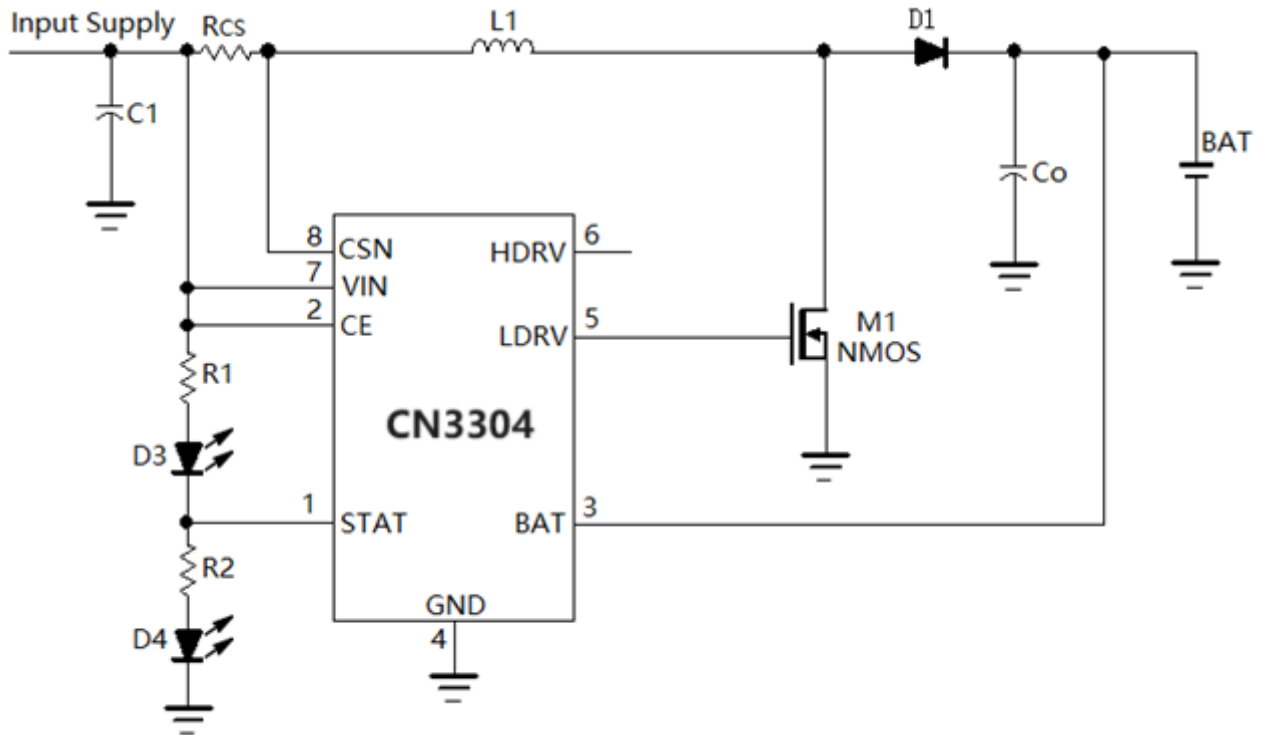 Input Supply
RCS
L1
D1
C1
Co
BAT
8
CSN
HDRV
6
7
VIN
2
CE
LDRV
5
M1
NMOS
R1
CN3304
D3
1
STAT
BAT
3
R2
GND
4
D4